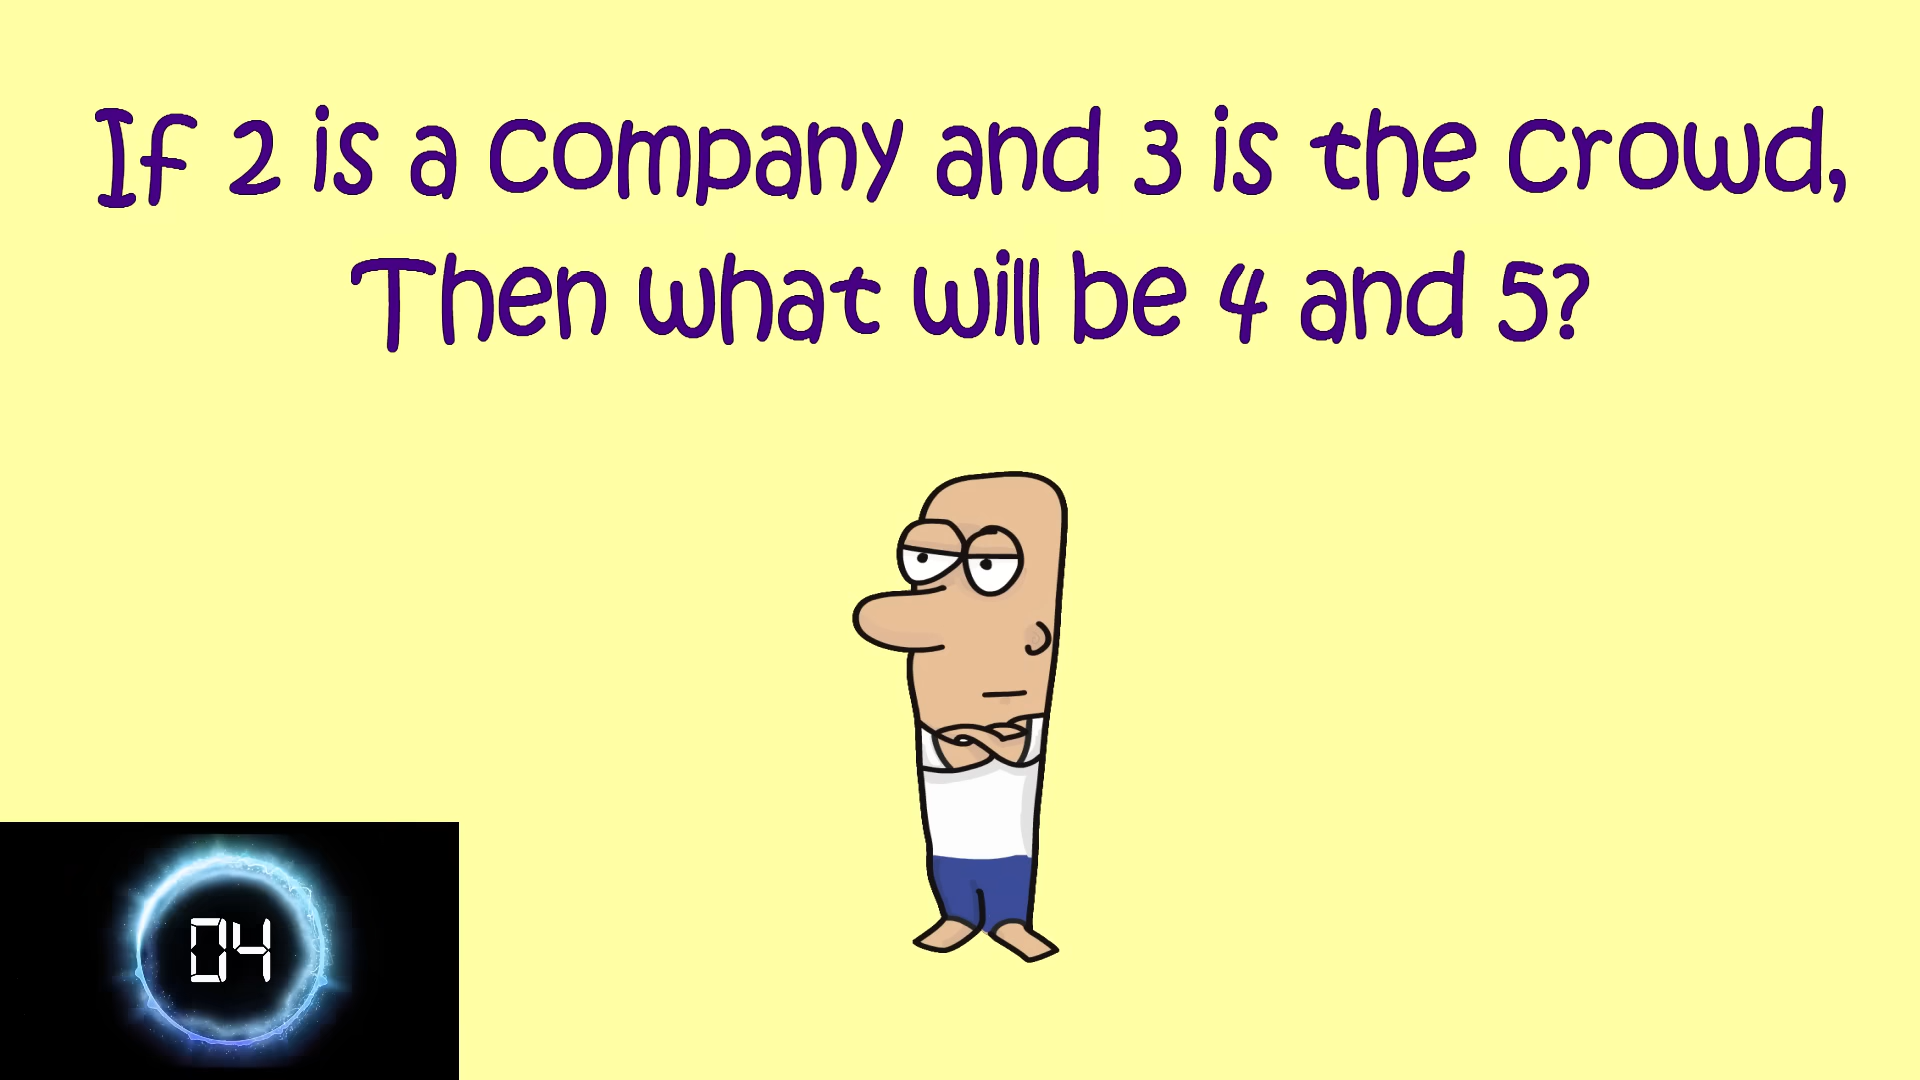 If 2 is a company and 3 is the crowd,
Then what will be 4 and 5?
04